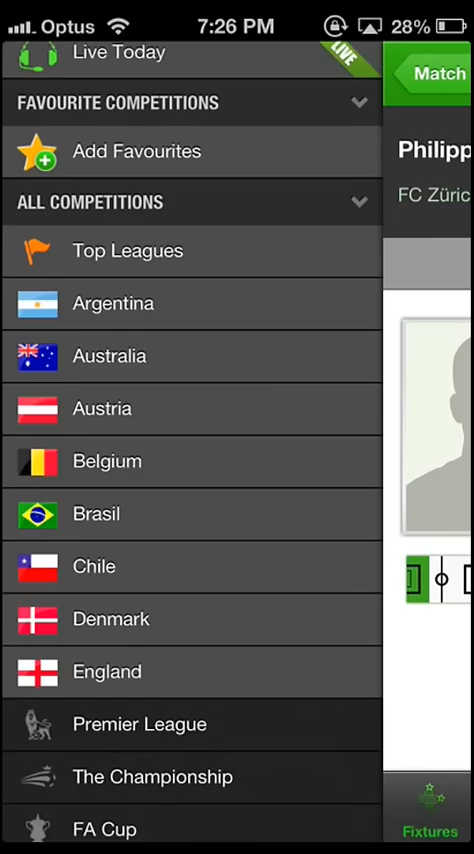 Optus 7:26 PM 28%
Live Today
LIVE
Match
FAVOURITE COMPETITIONS
Add Favourites
Philipp
FC Züric
ALL COMPETITIONS
Top Leagues
Argentina
Australia
Austria
Belgium
Brasil
Chile
Denmark
England
Premier League
The Championship
FA Cup
Fixtures